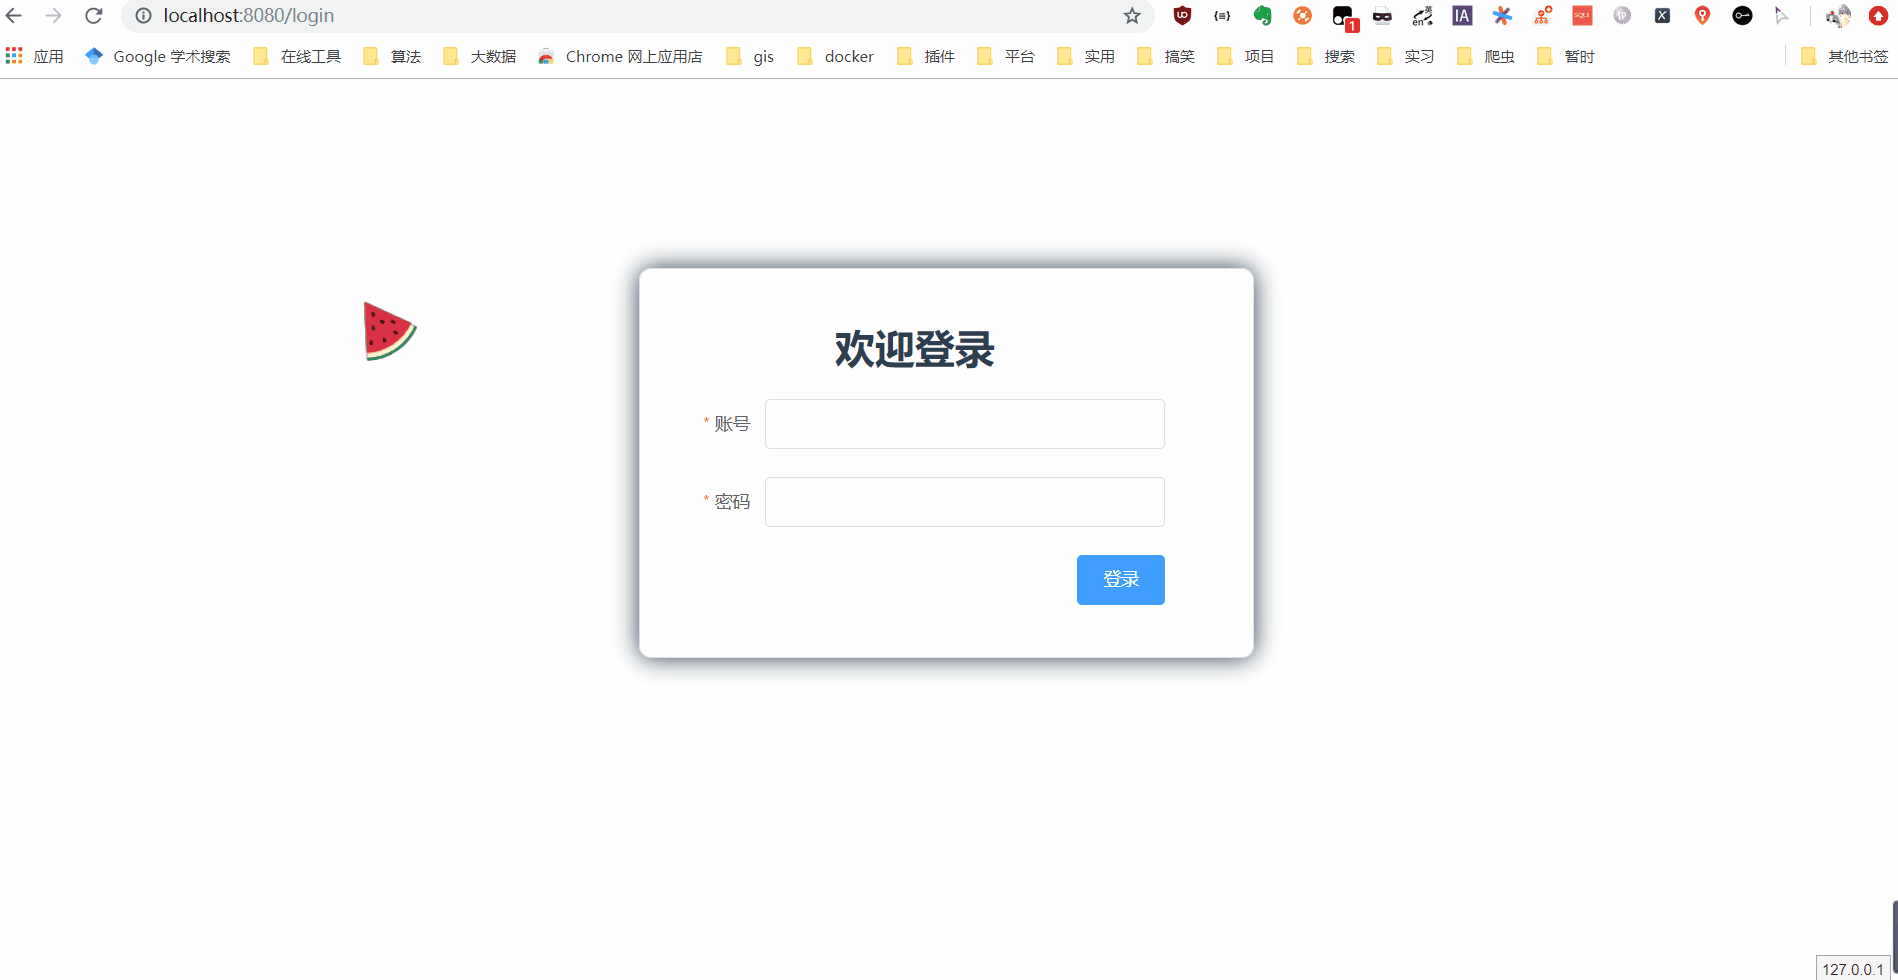 localhost:8080/login
1
应用 Google 学术搜索 在线工具 算法 大数据 Chrome 网上应用店 gis docker 插件 平台 实用 搞笑 项目 搜索 实习 爬虫 暂时 其他书签
欢迎登录
* 账号
* 密码
登录
127.0.0.1